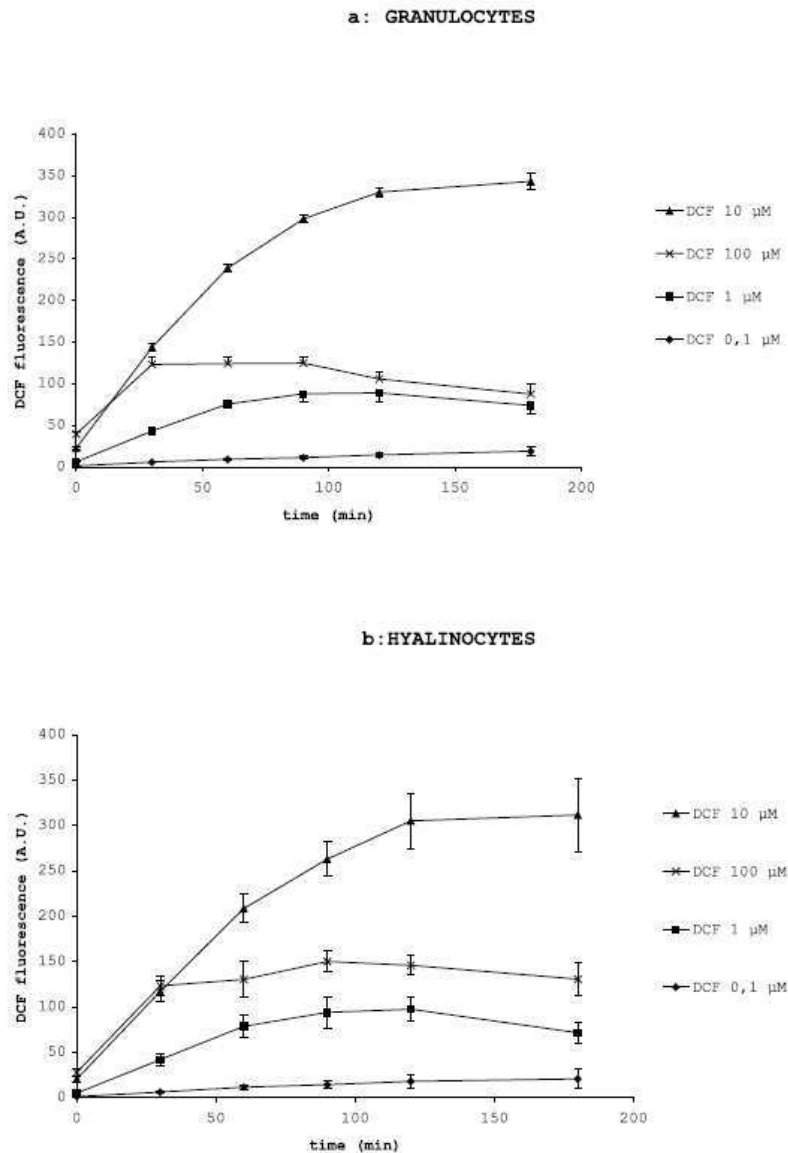 a: GRANULOCYTES
400
350
300
250
200
150
100
50
0
DCF fluorescence (A.U.)
0 50 100 150 200
time (min)
DCF 10 µM
DCF 100 µM
DCF 1 µM
DCF 0,1 µM
b:HYALINOCYTES
400
350
300
250
200
150
100
50
0
DCF fluorescence (A.U.)
0 50 100 150 200
time (min)
DCF 10 µM
DCF 100 µM
DCF 1 µM
DCF 0,1 µM